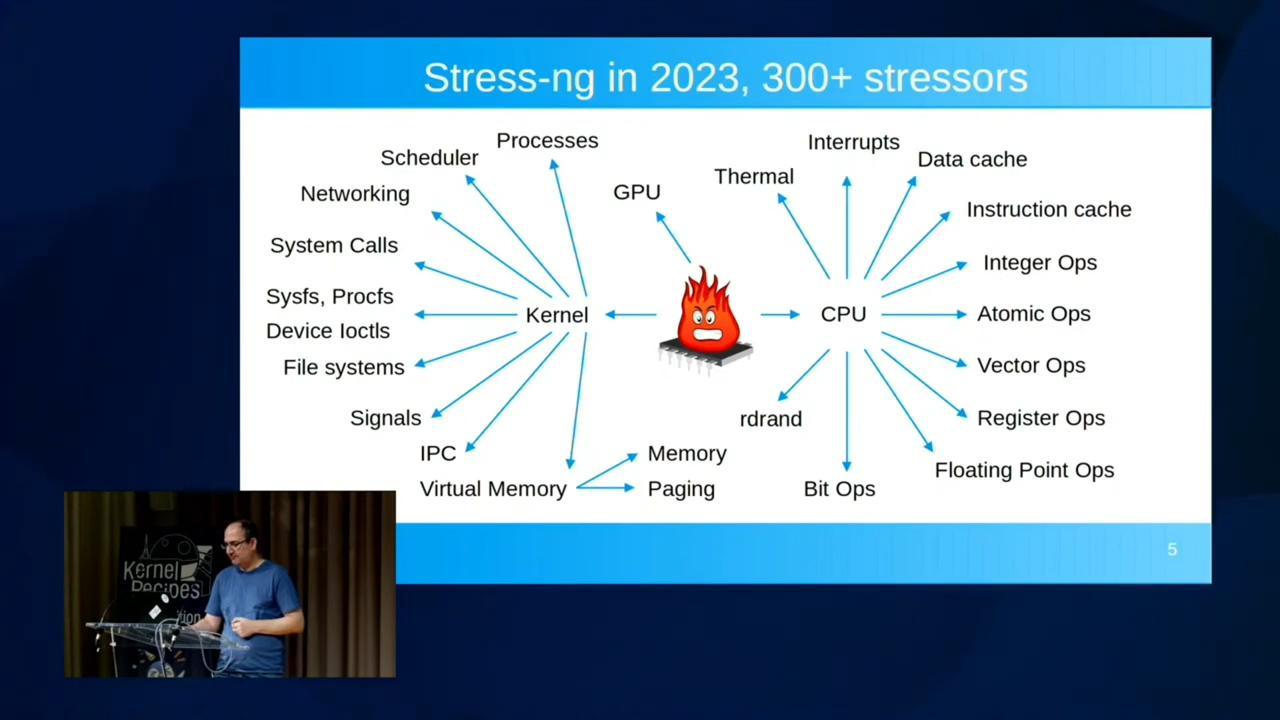 Stress-ng in 2023, 300+ stressors
Processes
Interrupts
Scheduler
Data cache
Thermal
GPU
Networking
Instruction cache
System Calls
Integer Ops
Sysfs, Procfs
Kernel
CPU
Atomic Ops
Device Ioctls
File systems
Vector Ops
Signals
rdrand
Register Ops
IPC
Memory
Floating Point Ops
Virtual Memory
Paging
Bit Ops
5
Kernel
Recipes